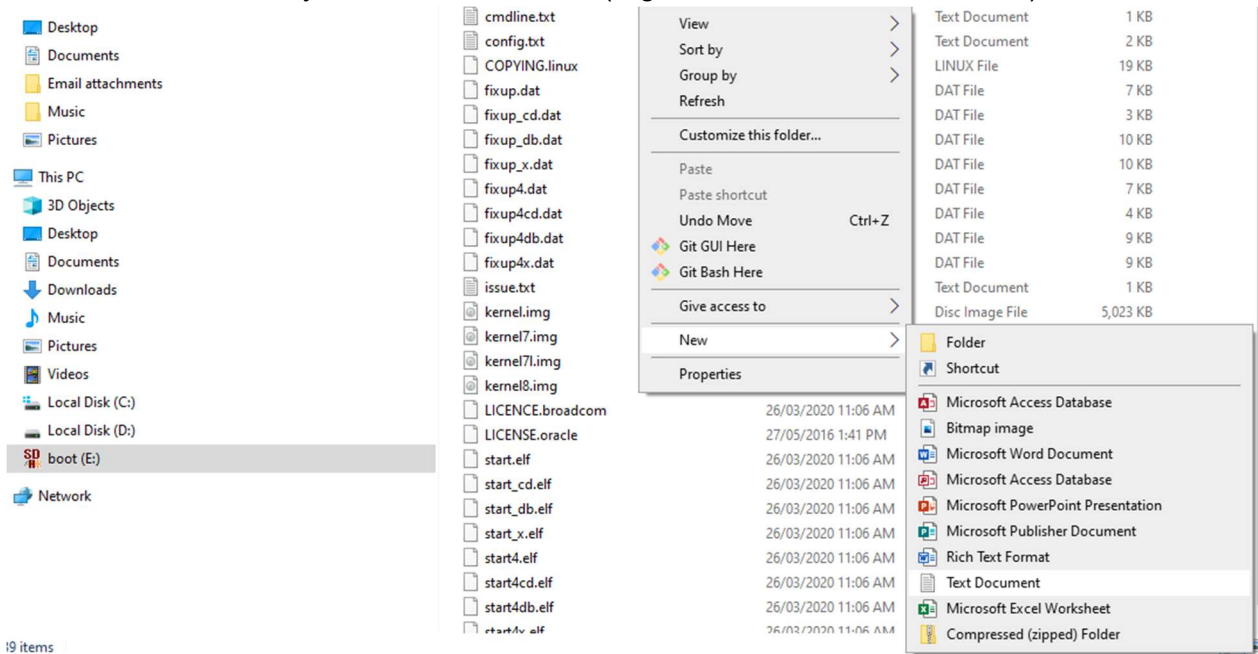 Desktop
Documents
Email attachments
Music
Pictures
This PC
3D Objects
Desktop
Documents
Downloads
Music
Pictures
Videos
Local Disk (C:)
Local Disk (D:)
boot (E:)
Network
items
cmdline.txt
config.txt
COPYING.linux
fixup.dat
fixup_cd.dat
fixup_db.dat
fixup_x.dat
fixup4.dat
fixup4cd.dat
fixup4db.dat
fixup4x.dat
issue.txt
kernel.img
kernel7.img
kernel7l.img
kernel8.img
LICENCE.broadcom 26/03/2020 11:06 AM
LICENSE.oracle 27/05/2016 1:41 PM
start.elf 26/03/2020 11:06 AM
start_cd.elf 26/03/2020 11:06 AM
start_db.elf 26/03/2020 11:06 AM
start_x.elf 26/03/2020 11:06 AM
start4.elf 26/03/2020 11:06 AM
start4cd.elf 26/03/2020 11:06 AM
start4db.elf 26/03/2020 11:06 AM
start4x.elf 26/03/2020 11:06 AM
View
Sort by
Group by
Refresh
Customize this folder...
Paste
Paste shortcut
Undo Move Ctrl+Z
Git GUI Here
Git Bash Here
Give access to
New
Properties
Text Document 1 KB
Text Document 2 KB
LINUX File 19 KB
DAT File 7 KB
DAT File 3 KB
DAT File 10 KB
DAT File 10 KB
DAT File 7 KB
DAT File 4 KB
DAT File 9 KB
DAT File 9 KB
Text Document 1 KB
Disc Image File 5,023 KB
Folder
Shortcut
Microsoft Access Database
Bitmap image
Microsoft Word Document
Microsoft Access Database
Microsoft PowerPoint Presentation
Microsoft Publisher Document
Rich Text Format
Text Document
Microsoft Excel Worksheet
Compressed (zipped) Folder